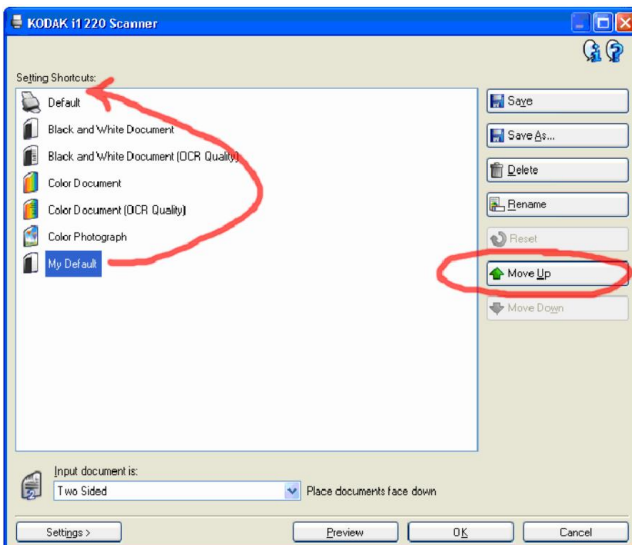 KODAK i1220 Scanner
Setting Shortcuts:
Default
Black and White Document
Black and White Document (OCR Quality)
Color Document
Color Document (OCR Quality)
Color Photograph
My Default
Save
Save As...
Delete
Rename
Reset
Move Up
Move Down
Input document is:
Two Sided
Place documents face down
Settings >
Preview
OK
Cancel